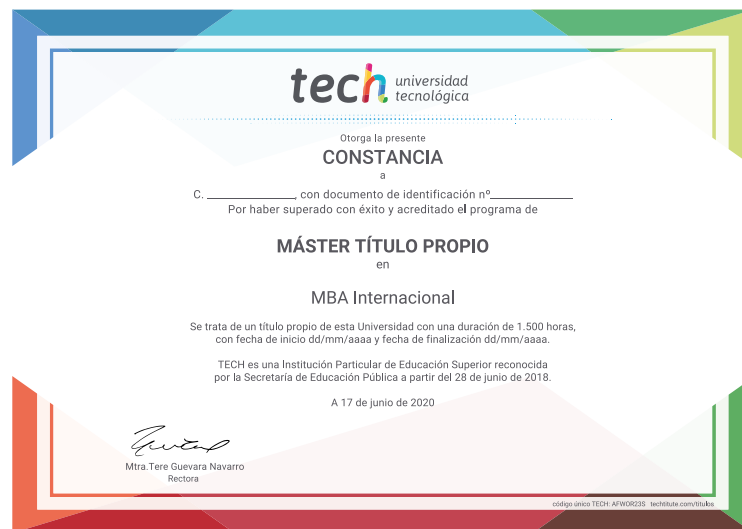 tech universidad
tecnológica
Otorga la presente
CONSTANCIA
a
C. ______________, con documento de identificación nº______________
Por haber superado con éxito y acreditado el programa de
MÁSTER TÍTULO PROPIO
en
MBA Internacional
Se trata de un título propio de esta Universidad con una duración de 1.500 horas,
con fecha de inicio dd/mm/aaaa y fecha de finalización dd/mm/aaaa.
TECH es una Institución Particular de Educación Superior reconocida
por la Secretaría de Educación Pública a partir del 28 de junio de 2018.
A 17 de junio de 2020
Mtra.Tere Guevara Navarro
Rectora
código único TECH: AFWOR23S techtitute.com/titulos